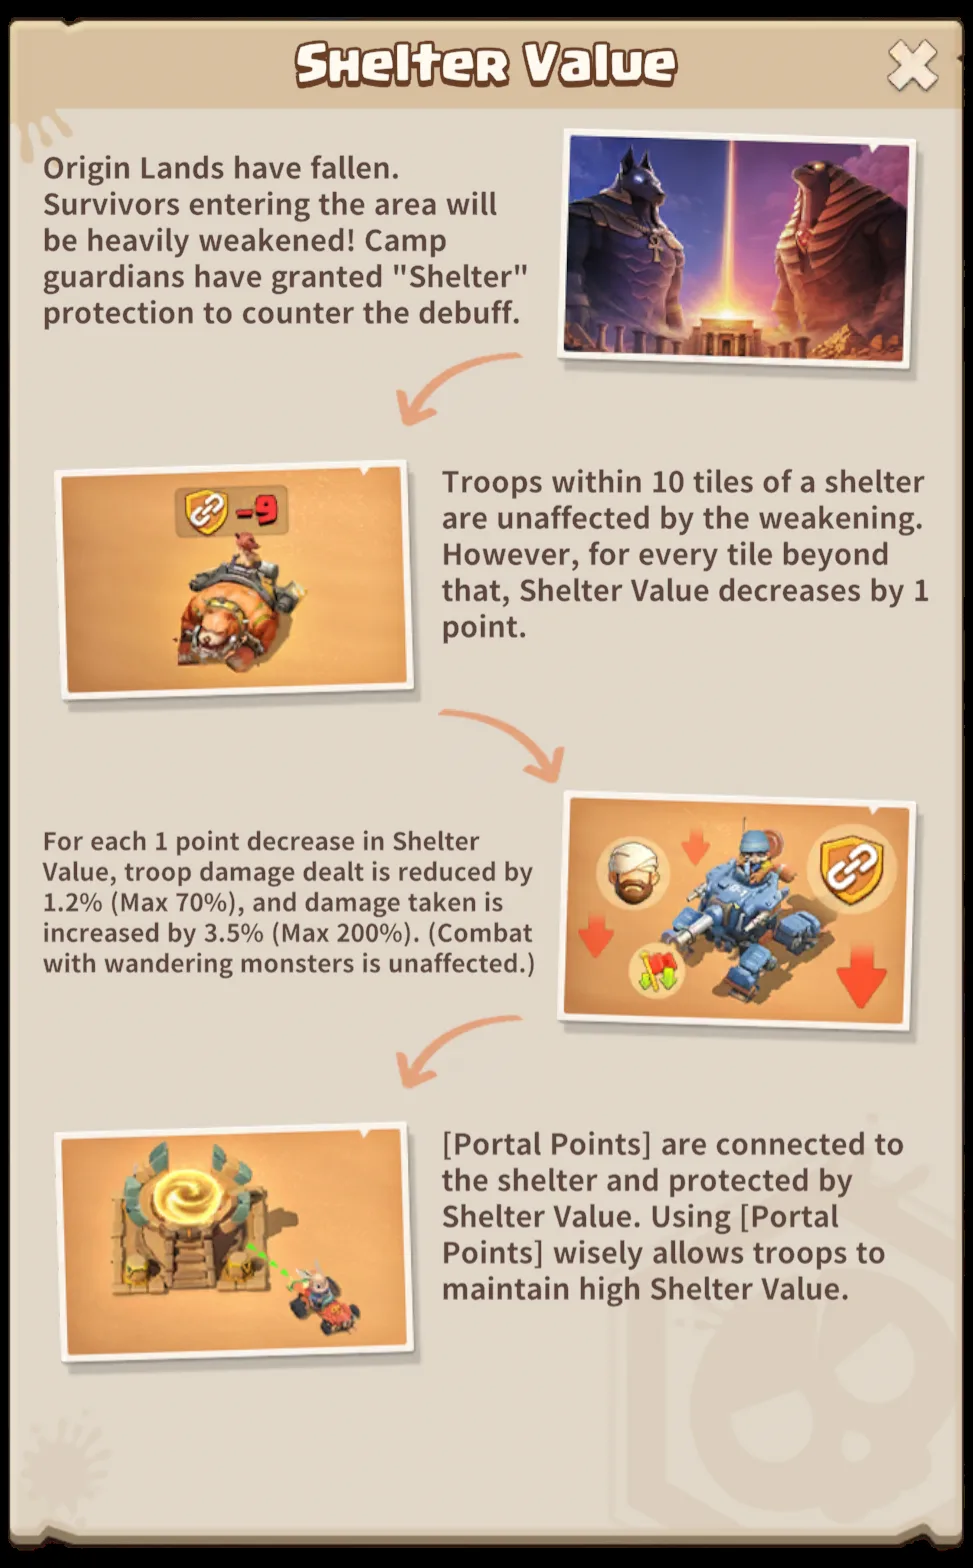 Shelter Value
Origin Lands have fallen.
Survivors entering the area will
be heavily weakened! Camp
guardians have granted "Shelter"
protection to counter the debuff.
-9
Troops within 10 tiles of a shelter
are unaffected by the weakening.
However, for every tile beyond
that, Shelter Value decreases by 1
point.
For each 1 point decrease in Shelter
Value, troop damage dealt is reduced by
1.2% (Max 70%), and damage taken is
increased by 3.5% (Max 200%). (Combat
with wandering monsters is unaffected.)
[Portal Points] are connected to
the shelter and protected by
Shelter Value. Using [Portal
Points] wisely allows troops to
maintain high Shelter Value.